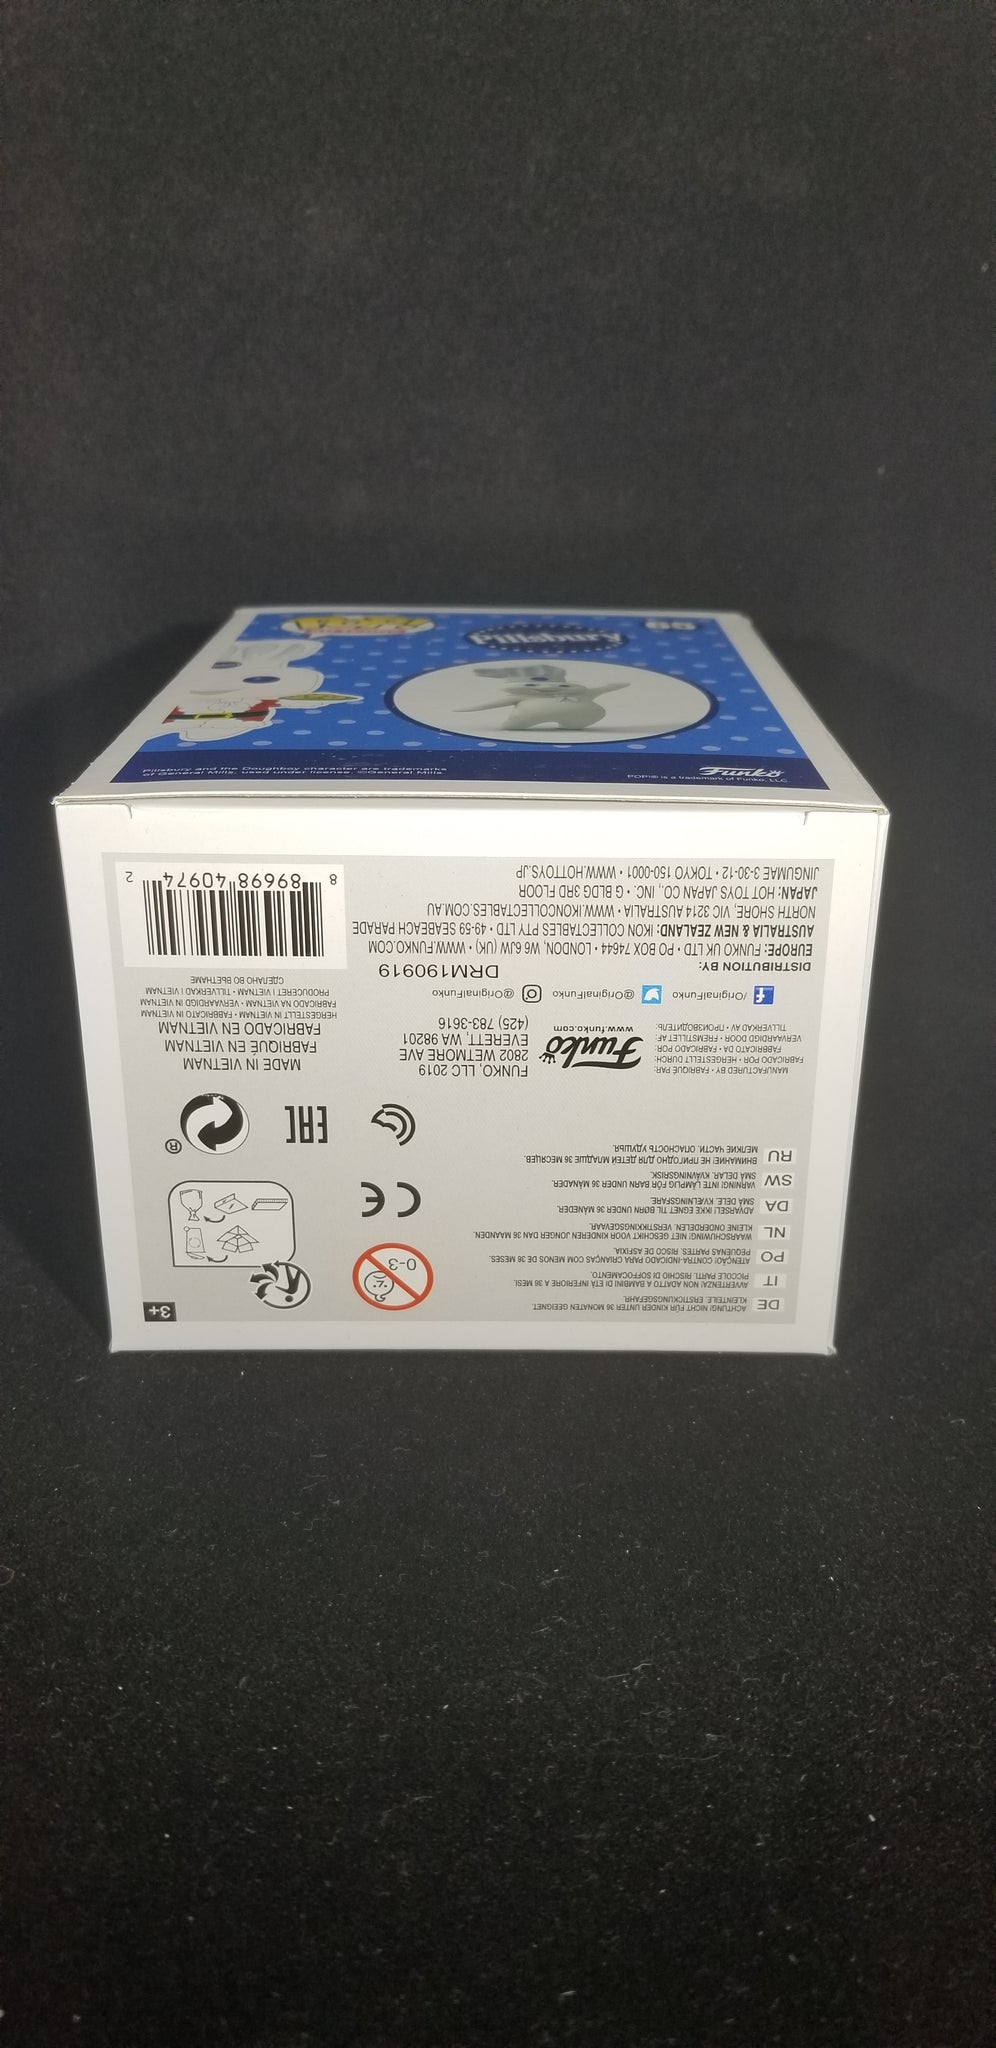 3+
DE ACHTUNG! NICHT FÜR KINDER UNTER 36 MONATEN GEEIGNET.
KLEINTEILE. ERSTICKUNGSGEFAHR.
IT AVVERTENZA! NON ADATTO A BAMBINI DI ETÀ INFERIORE A 36 MESI.
PICCOLE PARTI. RISCHIO DI SOFFOCAMENTO.
PO ATENÇÃO! CONTRA-INDICADO PARA CRIANÇAS COM MENOS DE 36 MESES.
PEQUENAS PARTES. RISCO DE ASFIXIA.
NL WAARSCHUWING! NIET GESCHIKT VOOR KINDEREN JONGER DAN 36 MAANDEN.
KLEINE ONDERDELEN. VERSTIKKINGSGEVAAR.
DA ADVARSEL! IKKE EGNET TIL BØRN UNDER 36 MÅNEDER.
SMÅ DELE. KVÆLNINGSFARE.
SW VARNING! INTE LÄMPLIG FÖR BARN UNDER 36 MÅNADER.
SMÅ DELAR. KVÄVNINGSRISK.
RU ВНИМАНИЕ! НЕ ПРИГОДНО ДЛЯ ДЕТЕЙ МЛАДШЕ 36 МЕСЯЦЕВ.
МЕЛКИЕ ЧАСТИ. ОПАСНОСТЬ УДУШЬЯ.
0-3
CE
EAC
®
MANUFACTURED BY • FABRIQUÉ PAR:
FABRICADO POR • HERGESTELLT DURCH:
FABBRICATO DA • FABRICADO POR:
VERVAARDIGD DOOR • FREMSTILLET AF:
TILLVERKAD AV • ПРОИЗВОДИТЕЛЬ:
Funko
www.funko.com
FUNKO, LLC 2019
2802 WETMORE AVE
EVERETT, WA 98201
(425) 783-3616
MADE IN VIETNAM
FABRIQUÉ EN VIETNAM
FABRICADO EN VIETNAM
HERGESTELLT IN VIETNAM • FABBRICATO IN VIETNAM
FABRICADO NA VIETNAM • VERVAARDIGD IN VIETNAM
PRODUCERET I VIETNAM • TILLVERKAD I VIETNAM
СДЕЛАНО ВО ВЬЕТНАМЕ
/OriginalFunko @OriginalFunko @OriginalFunko
DISTRIBUTION BY:
DRM190919
EUROPE: FUNKO UK LTD • PO BOX 74644 • LONDON, W6 6JW (UK) • WWW.FUNKO.COM
AUSTRALIA & NEW ZEALAND: IKON COLLECTABLES PTY LTD • 49-59 SEABEACH PARADE
NORTH SHORE, VIC 3214 AUSTRALIA • WWW.IKONCOLLECTABLES.COM.AU
JAPAN: HOT TOYS JAPAN CO., INC. • G BLDG 3RD FLOOR
JINGUMAE 3-30-12 • TOKYO 150-0001 • WWW.HOTTOYS.JP
8 89698 40974 2
Funko
POP!® is a trademark of Funko, LLC
Pillsbury and the Doughboy character are trademarks
of General Mills, used under license. ©General Mills
Pillsbury
POP!